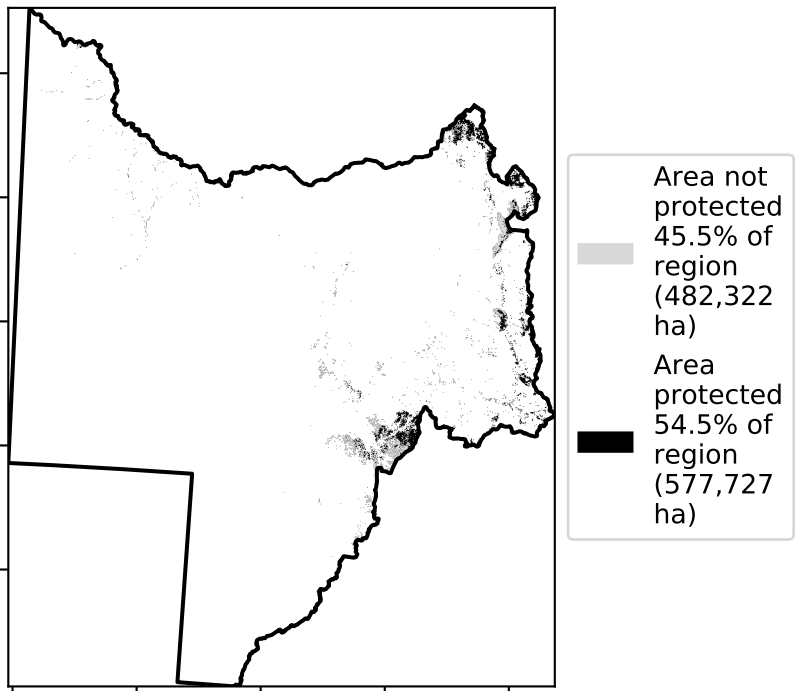 Area not
protected
45.5% of
region
(482,322
ha)
Area
protected
54.5% of
region
(577,727
ha)